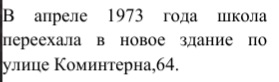 В апреле 1973 года школа
переехала в новое здание по
улице Коминтерна,64.